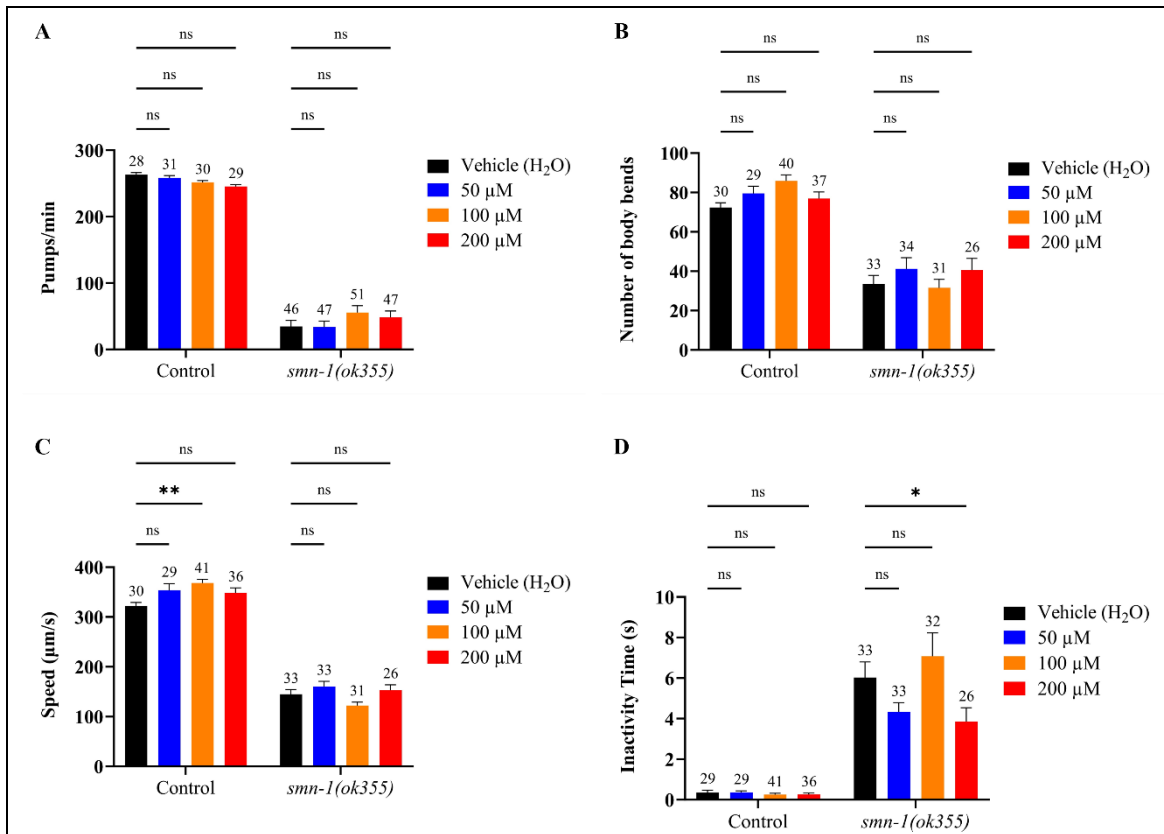 A
ns
ns
ns
ns
ns
ns
Pumps/min
300
200
100
0
28
31
30
29
46
47
51
47
Control
smn-1(ok355)
Vehicle (H₂O)
50 µM
100 µM
200 µM
B
ns
ns
ns
ns
ns
ns
Number of body bends
100
80
60
40
20
0
30
29
40
37
33
34
31
26
Control
smn-1(ok355)
Vehicle (H₂O)
50 µM
100 µM
200 µM
C
ns
ns
**
ns
ns
ns
Speed (µm/s)
400
300
200
100
0
30
29
41
36
33
33
31
26
Control
smn-1(ok355)
Vehicle (H₂O)
50 µM
100 µM
200 µM
D
ns
*
ns
ns
ns
ns
Inactivity Time (s)
10
8
6
4
2
0
29
29
41
36
33
33
32
26
Control
smn-1(ok355)
Vehicle (H₂O)
50 µM
100 µM
200 µM